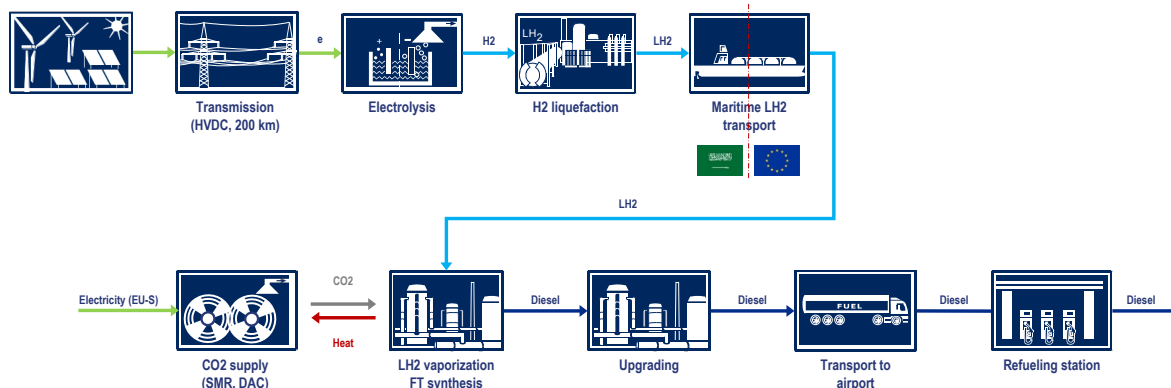 e
H2
LH2
LH2
+
|
-
Transmission
(HVDC, 200 km)
Electrolysis
H2 liquefaction
Maritime LH2
transport
LH2
Electricity (EU-S)
CO2
Heat
Diesel
Diesel
FUEL
Diesel
Diesel
CO2 supply
(SMR, DAC)
LH2 vaporization
FT synthesis
Upgrading
Transport to
airport
Refueling station